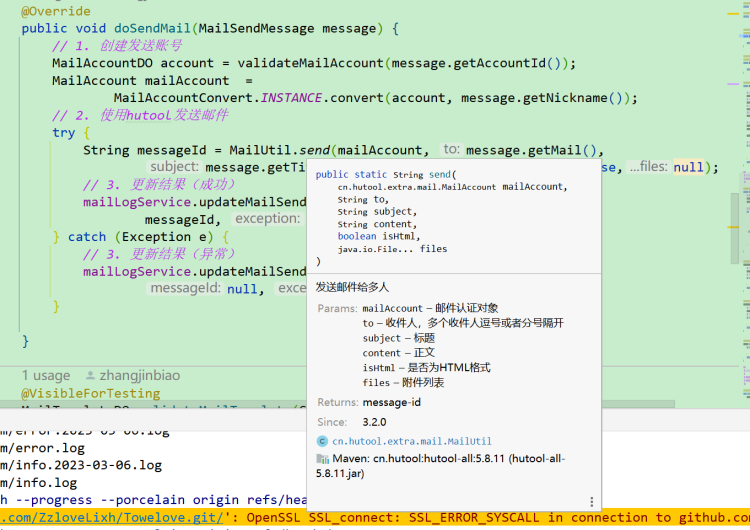 @Override
public void doSendMail(MailSendMessage message) {
// 1. 创建发送账号
MailAccountDO account = validateMailAccount(message.getAccountId());
MailAccount mailAccount =
MailAccountConvert.INSTANCE.convert(account, message.getNickname());
// 2. 使用hutool发送邮件
try {
String messageId = MailUtil.send(mailAccount, to: message.getMail(),
subject: message.getTi se, ...files: null);
// 3. 更新结果（成功）
mailLogService.updateMailSend
messageId, exception:
} catch (Exception e) {
// 3. 更新结果（异常）
mailLogService.updateMailSend
messageId: null, exce
}
}
1 usage zhangjinbiao
@VisibleForTesting
public static String send(
cn.hutool.extra.mail.MailAccount mailAccount,
String to,
String subject,
String content,
boolean isHtml,
java.io.File... files
)
发送邮件给多人
Params: mailAccount – 邮件认证对象
to – 收件人，多个收件人逗号或者分号隔开
subject – 标题
content – 正文
isHtml – 是否为HTML格式
files – 附件列表
Returns: message-id
Since: 3.2.0
cn.hutool.extra.mail.MailUtil
Maven: cn.hutool:hutool-all:5.8.11 (hutool-all-
5.8.11.jar)
m/error.2023-03-06.log
m/error.log
m/info.2023-03-06.log
m/info.log
h --progress --porcelain origin refs/hea
.com/ZzloveLixh/Towelove.git/': OpenSSL SSL_connect: SSL_ERROR_SYSCALL in connection to github.co